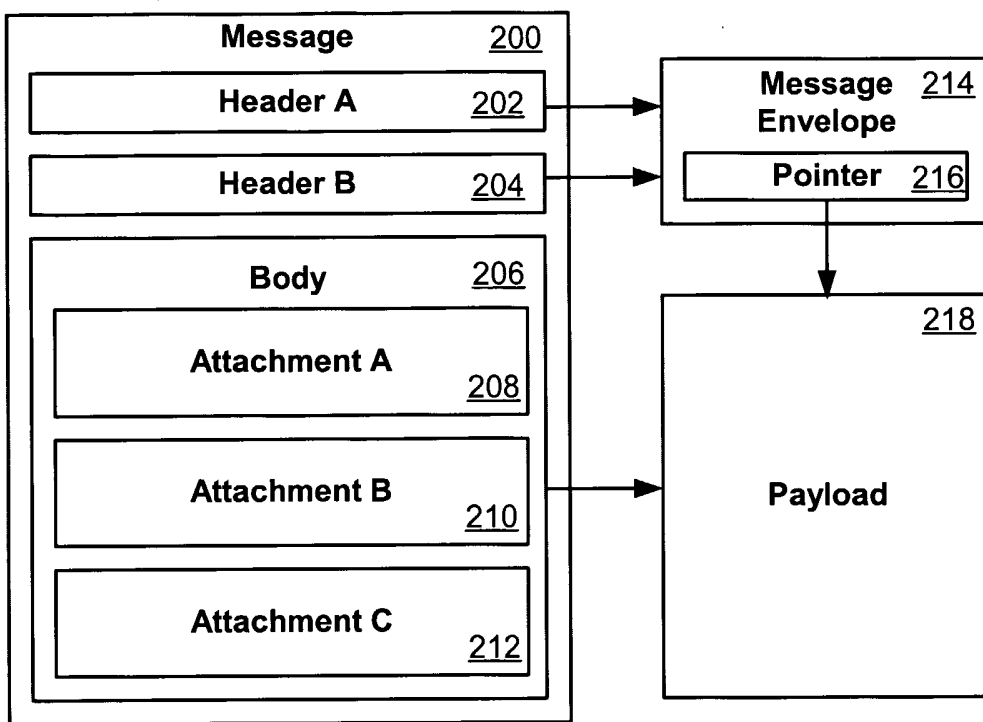 Message 200
Header A 202
Header B 204
Body 206
Attachment A
208
Attachment B
210
Attachment C
212
Message 214
Envelope
Pointer 216
218
Payload